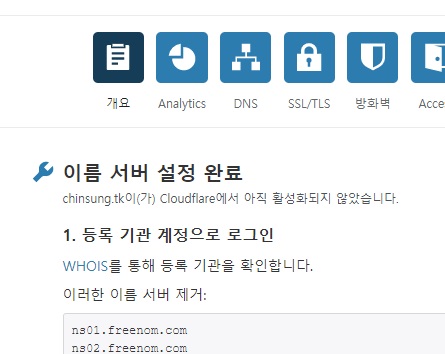 개요 Analytics DNS SSL/TLS 방화벽
이름 서버 설정 완료
chinsung.tk이(가) Cloudflare에서 아직 활성화되지 않았습니다.
1. 등록 기관 계정으로 로그인
WHOIS를 통해 등록 기관을 확인합니다.
이러한 이름 서버 제거:
ns01.freenom.com
ns02.freenom.com